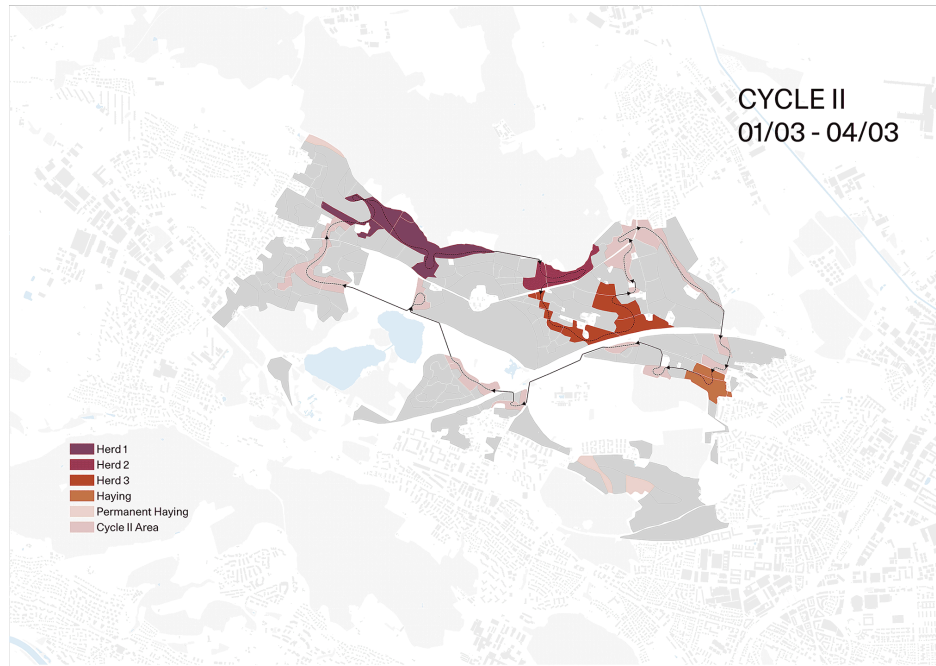 CYCLE II
01/03 - 04/03
Herd 1
Herd 2
Herd 3
Haying
Permanent Haying
Cycle II Area